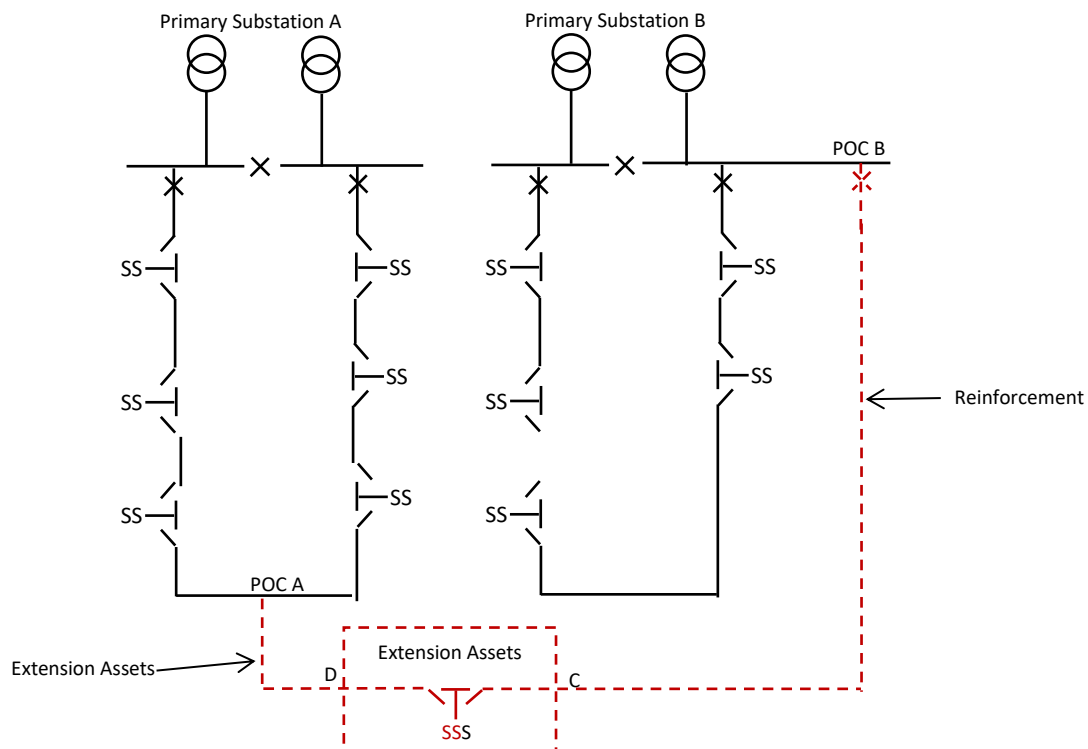 Primary Substation A
Primary Substation B
POC B
SS
SS
SS
SS
SS
SS
SS
SS
Reinforcement
SS
SS
SS
POC A
Extension Assets
Extension Assets
D
C
SSS